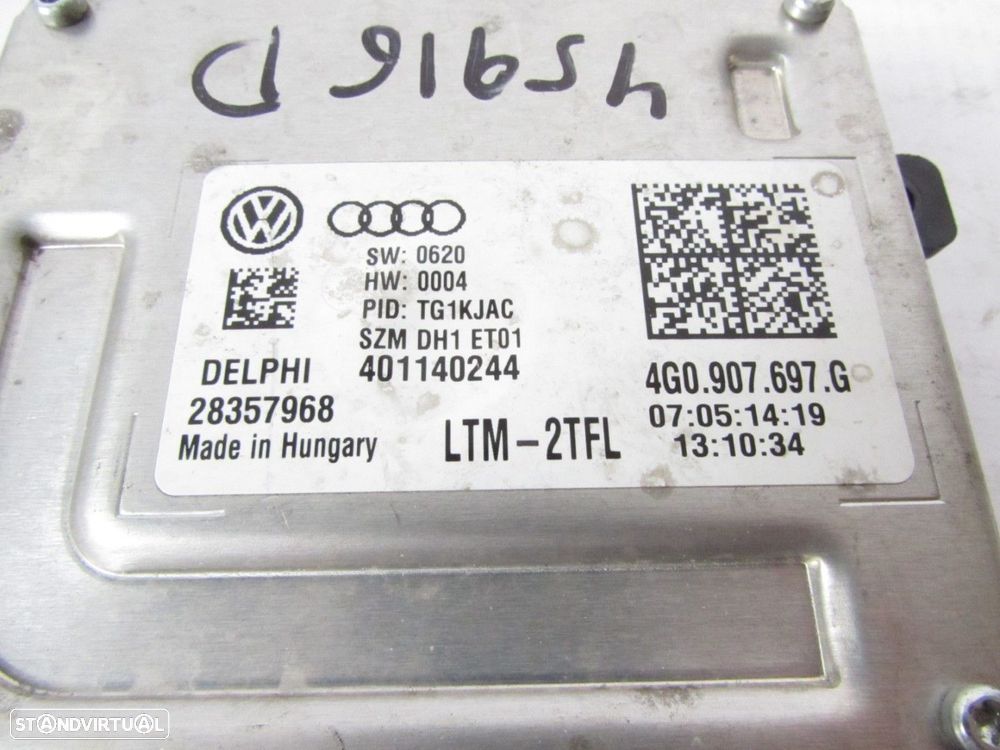 45916 D
SW: 0620
HW: 0004
PID: TG1KJAC
SZM DH1 ET01
DELPHI 401140244
28357968
Made in Hungary
LTM-2TFL
4G0.907.697.G
07:05:14:19
13:10:34
STANDVIRTUAL